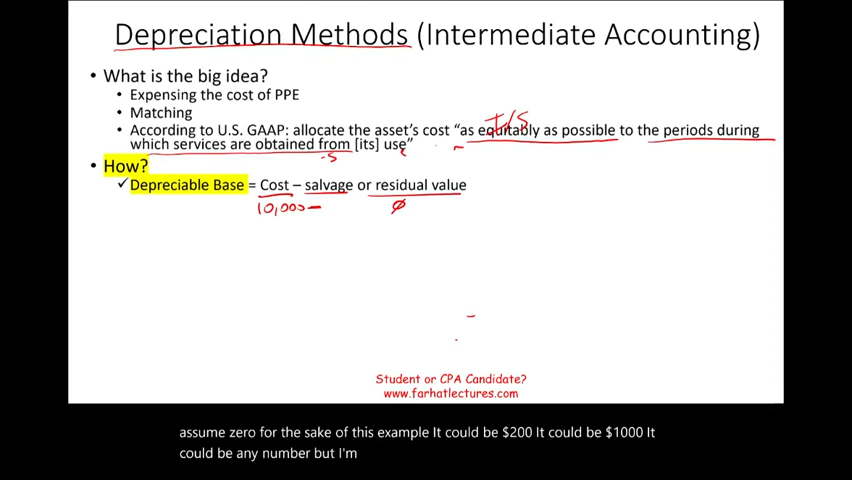 Depreciation Methods (Intermediate Accounting)
• What is the big idea?
• Expensing the cost of PPE
• Matching
• According to U.S. GAAP: allocate the asset's cost "as equitably as possible to the periods during
which services are obtained from [its] use"
• How?
✓ Depreciable Base = Cost – salvage or residual value
10,000 –
Student or CPA Candidate?
www.farhatlectures.com
assume zero for the sake of this example It could be $200 It could be $1000 It
could be any number but I'm